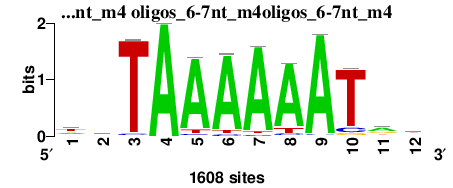 ...nt_m4 oligos_6-7nt_m4oligos_6-7nt_m4
2
bits
1
0
TAAAAAAT
1 2 3 4 5 6 7 8 9 10 11 12
5′ 3′
1608 sites